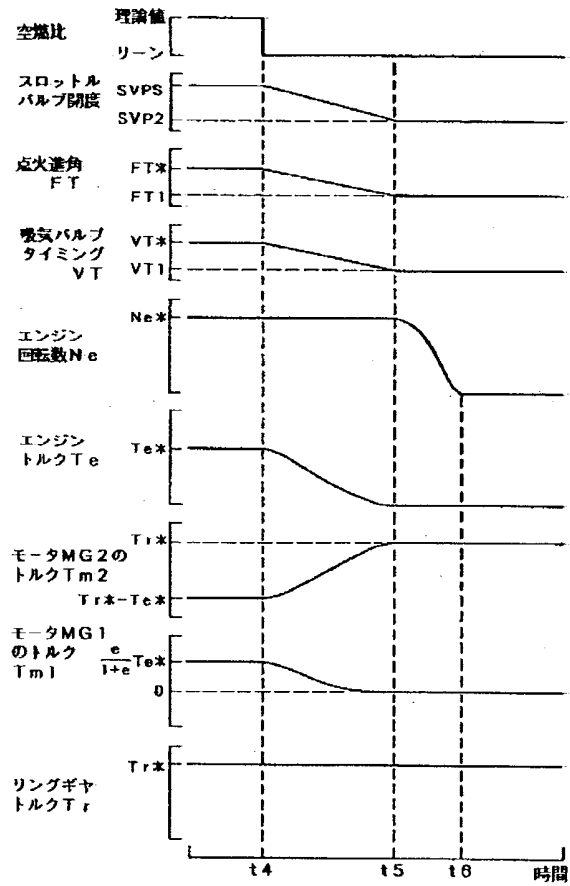 理論値
空燃比
リーン
スロットル
バルブ開度
SVPS
SVP2
点火進角
FT
FT*
FT1
吸気バルブ
タイミング
VT
VT*
VT1
エンジン
回転数Ne
Ne*
エンジン
トルクTe
Te*
モータMG2の
トルクTm2
Tr*
Tr*-Te*
モータMG1
のトルク
Tm1
e/1+e Te*
0
リングギヤ
トルクTr
Tr*
t4 t5 t6 時間